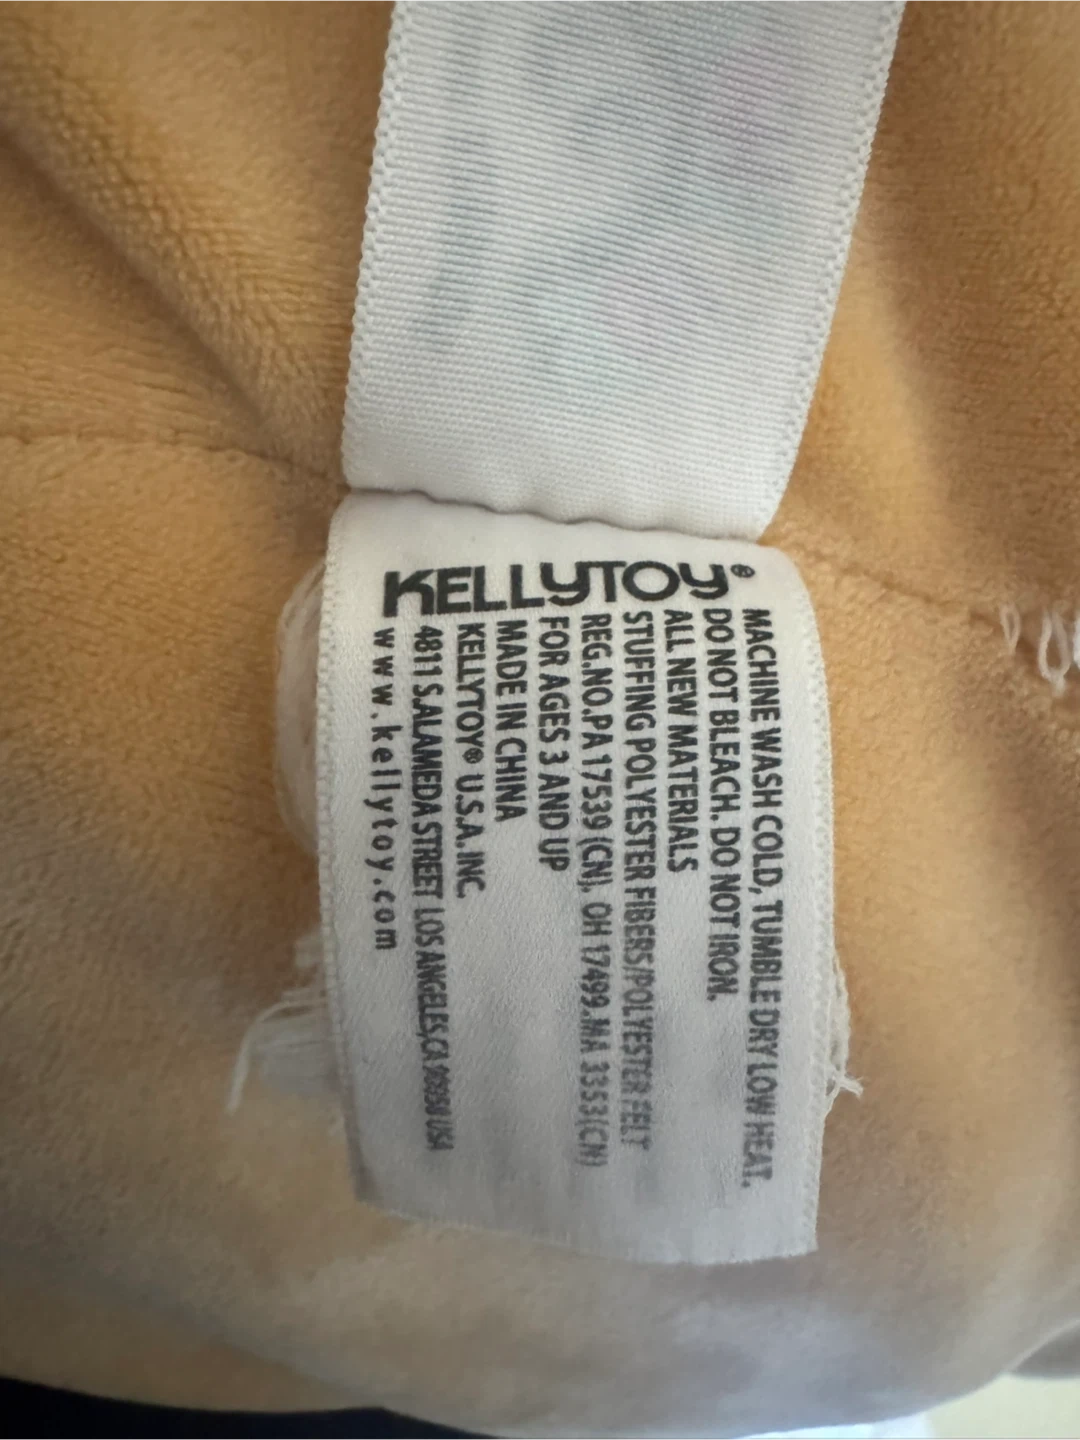 KELLYTOY®
MACHINE WASH COLD, TUMBLE DRY LOW HEAT.
DO NOT BLEACH. DO NOT IRON.
ALL NEW MATERIALS
STUFFING POLYESTER FIBERS/POLYESTER FELT
REG.NO.PA 17539 (CN), OH 17499.MA 3353(CN)
FOR AGES 3 AND UP
MADE IN CHINA
KELLYTOY® U.S.A. INC.
4811 S.ALAMEDA STREET LOS ANGELES,CA 90058 USA
www.kellytoy.com